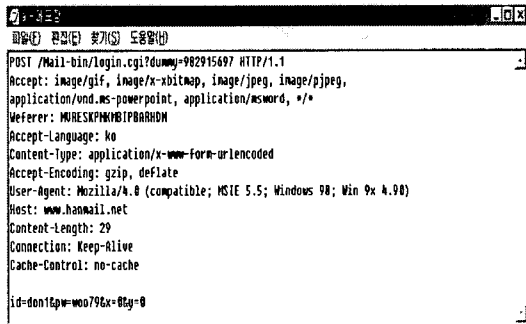 파일(F) 편집(E) 찾기(S) 도움말(H)
POST /Mail-bin/login.cgi?dummy=982915697 HTTP/1.1
Accept: image/gif, image/x-xbitmap, image/jpeg, image/pjpeg,
application/vnd.ms-powerpoint, application/msword, */*
Weferer: MURESKPHKMBIPBARHDM
Accept-Language: ko
Content-Type: application/x-www-form-urlencoded
Accept-Encoding: gzip, deflate
User-Agent: Mozilla/4.0 (compatible; MSIE 5.5; Windows 98; Win 9x 4.90)
Host: www.hanmail.net
Content-Length: 29
Connection: Keep-Alive
Cache-Control: no-cache
id=don1&pw=woo79&x=0&y=0